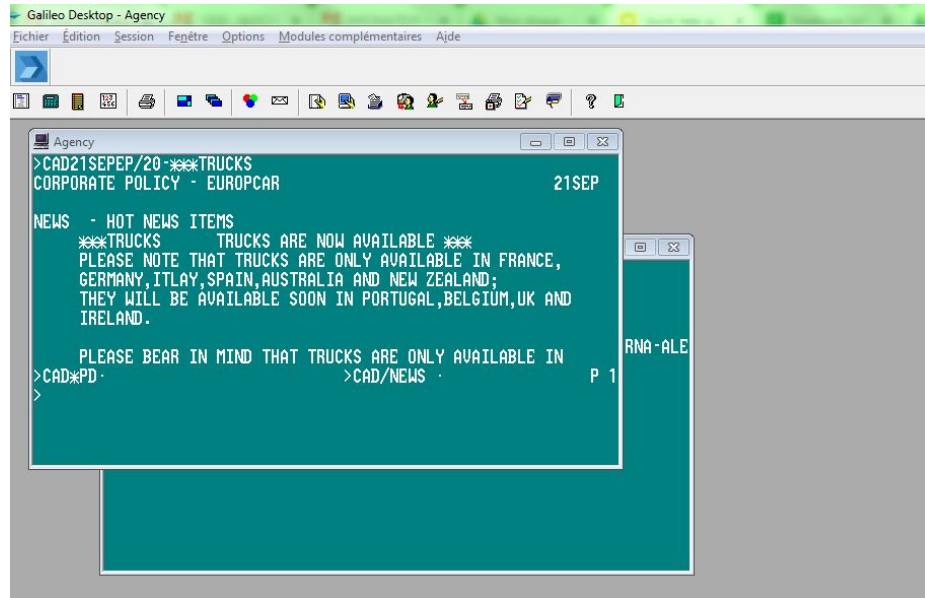 Galileo Desktop - Agency
Fichier Édition Session Fenêtre Options Modules complémentaires Aide
Agency
>CAD21SEPEP/20-***TRUCKS
CORPORATE POLICY - EUROPCAR 21SEP
NEWS - HOT NEWS ITEMS
***TRUCKS TRUCKS ARE NOW AVAILABLE ***
PLEASE NOTE THAT TRUCKS ARE ONLY AVAILABLE IN FRANCE,
GERMANY,ITLAY,SPAIN,AUSTRALIA AND NEW ZEALAND;
THEY WILL BE AVAILABLE SOON IN PORTUGAL,BELGIUM,UK AND
IRELAND.
RNA-ALE
PLEASE BEAR IN MIND THAT TRUCKS ARE ONLY AVAILABLE IN
>CAD*PD· >CAD/NEWS · P 1
>